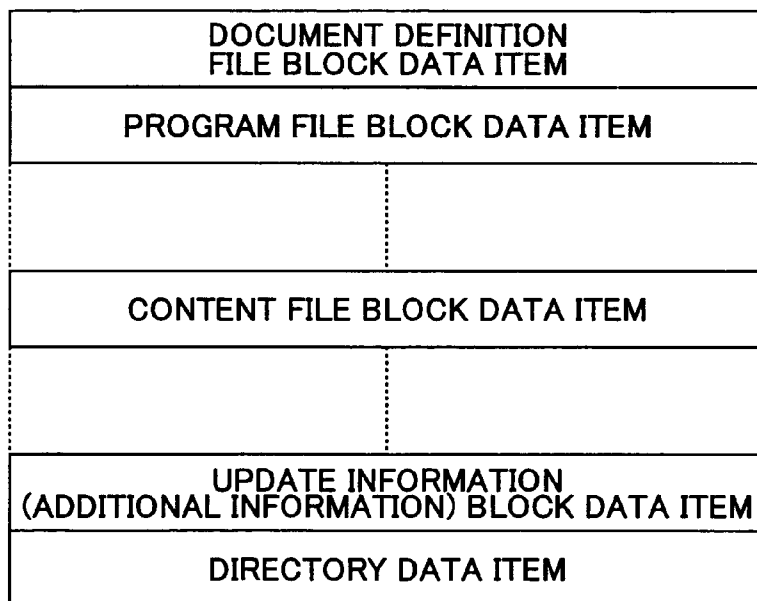 DOCUMENT DEFINITION
FILE BLOCK DATA ITEM
PROGRAM FILE BLOCK DATA ITEM
CONTENT FILE BLOCK DATA ITEM
UPDATE INFORMATION
(ADDITIONAL INFORMATION) BLOCK DATA ITEM
DIRECTORY DATA ITEM